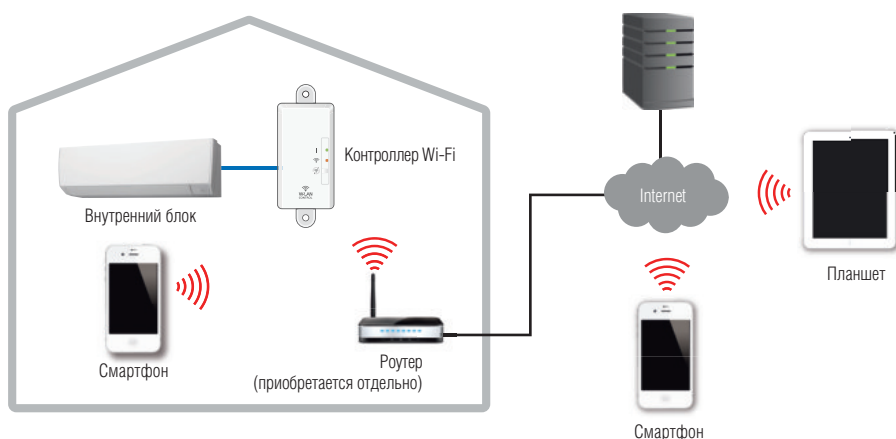 Контроллер Wi-Fi
Внутренний блок
Internet
Планшет
Смартфон
Роутер
(приобретается отдельно)
Смартфон